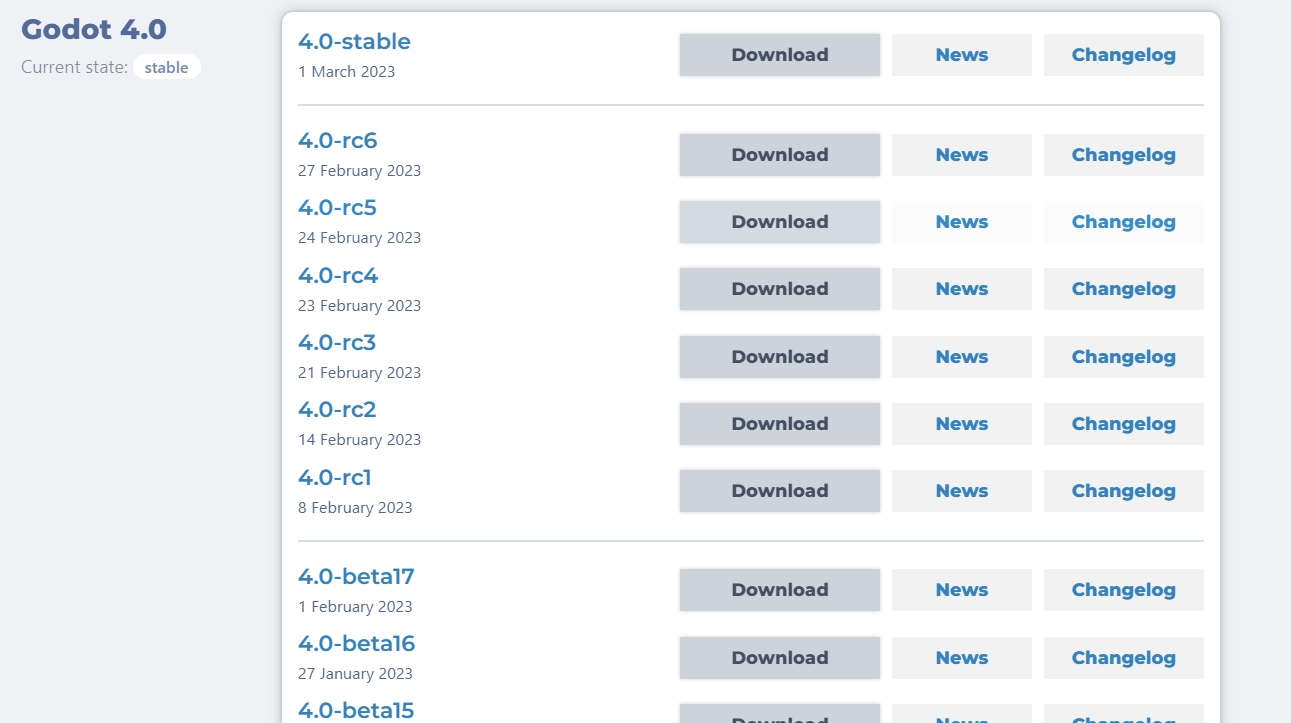 Godot 4.0
Current state: stable
4.0-stable
1 March 2023
Download News Changelog
4.0-rc6
27 February 2023
Download News Changelog
4.0-rc5
24 February 2023
Download News Changelog
4.0-rc4
23 February 2023
Download News Changelog
4.0-rc3
21 February 2023
Download News Changelog
4.0-rc2
14 February 2023
Download News Changelog
4.0-rc1
8 February 2023
Download News Changelog
4.0-beta17
1 February 2023
Download News Changelog
4.0-beta16
27 January 2023
Download News Changelog
4.0-beta15
Download News Changelog